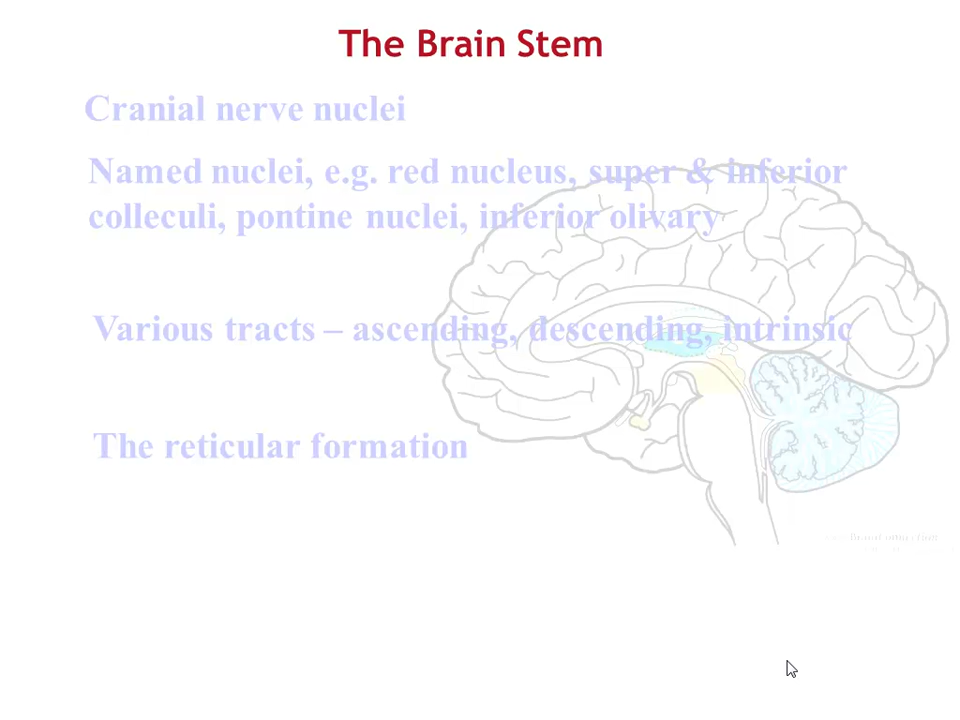 The Brain Stem
Cranial nerve nuclei
Named nuclei, e.g. red nucleus, super & inferior
colleculi, pontine nuclei, inferior olivary
Various tracts – ascending, descending, intrinsic
The reticular formation